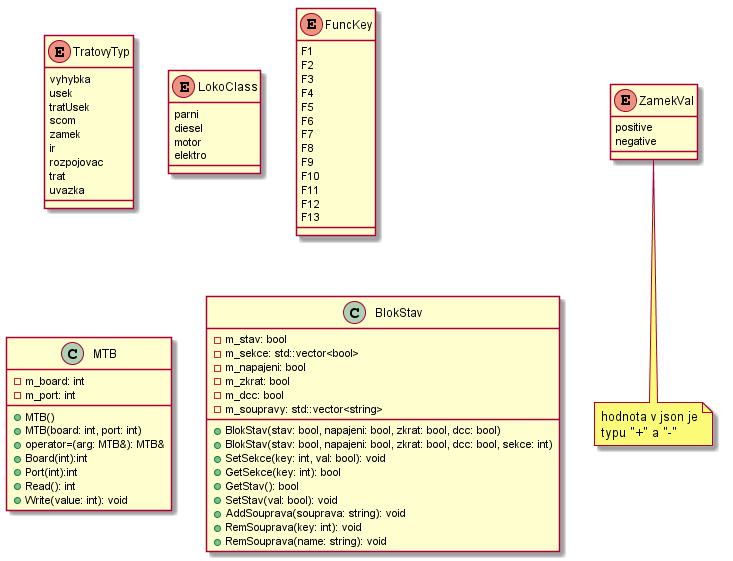 E TratovyTyp
vyhybka
usek
tratUsek
scom
zamek
ir
rozpojovac
trat
uvazka
E LokoClass
parni
diesel
motor
elektro
E FuncKey
F1
F2
F3
F4
F5
F6
F7
F8
F9
F10
F11
F12
F13
E ZamekVal
positive
negative
C MTB
m_board: int
m_port: int
MTB()
MTB(board: int, port: int)
operator=(arg: MTB&): MTB&
Board(int):int
Port(int):int
Read(): int
Write(value: int): void
C BlokStav
m_stav: bool
m_sekce: std::vector<bool>
m_napajeni: bool
m_zkrat: bool
m_dcc: bool
m_soupravy: std::vector<string>
BlokStav(stav: bool, napajeni: bool, zkrat: bool, dcc: bool)
BlokStav(stav: bool, napajeni: bool, zkrat: bool, dcc: bool, sekce: int)
SetSekce(key: int, val: bool): void
GetSekce(key: int): bool
GetStav(): bool
SetStav(val: bool): void
AddSouprava(souprava: string): void
RemSouprava(key: int): void
RemSouprava(name: string): void
hodnota v json je
typu "+" a "-"